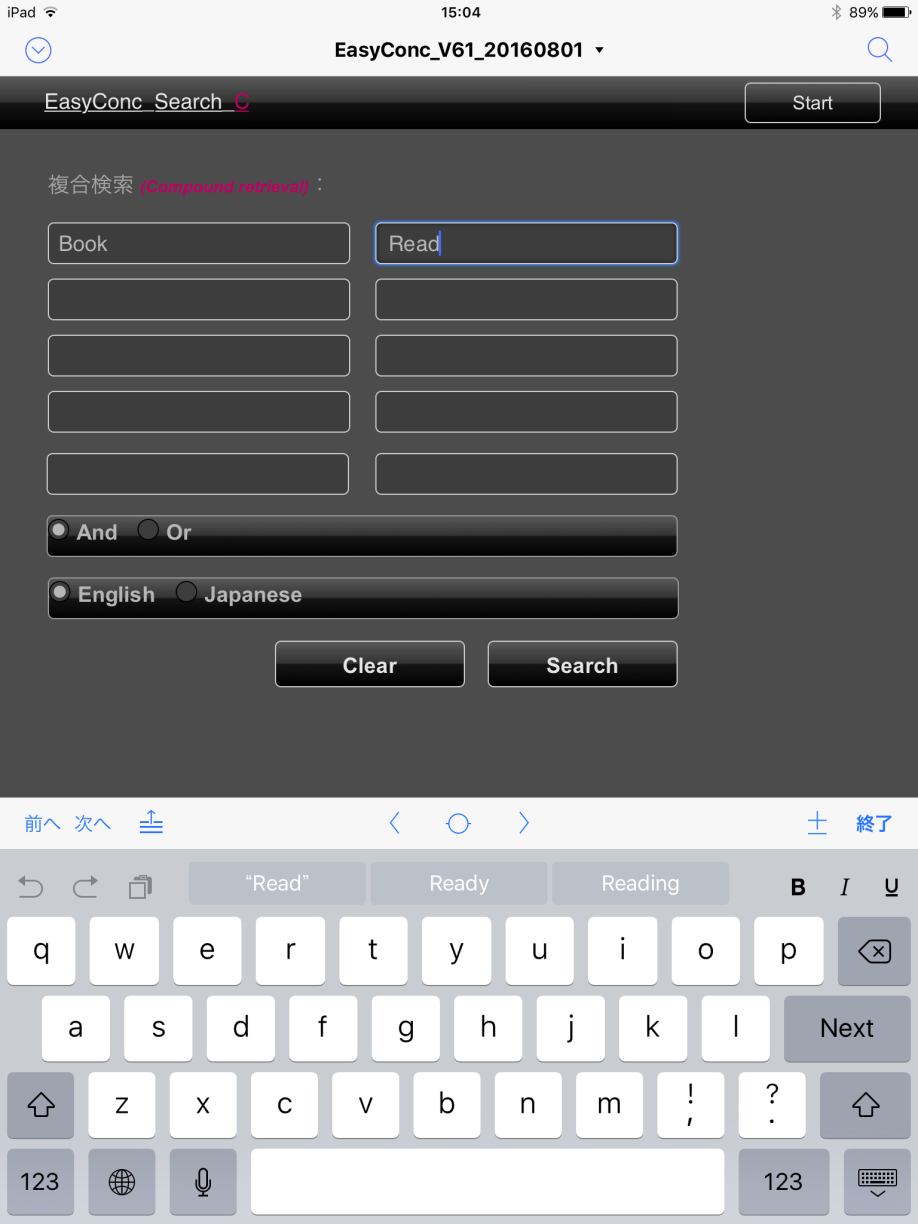 iPad 15:04 89%
EasyConc_V61_20160801
EasyConc_Search_C Start
複合検索 (Compound retrieval) :
Book Read
And Or
English Japanese
Clear Search
前へ 次へ 終了
“Read” Ready Reading B I U
q w e r t y u i o p
a s d f g h j k l Next
z x c v b n m ! , ? .
123 123